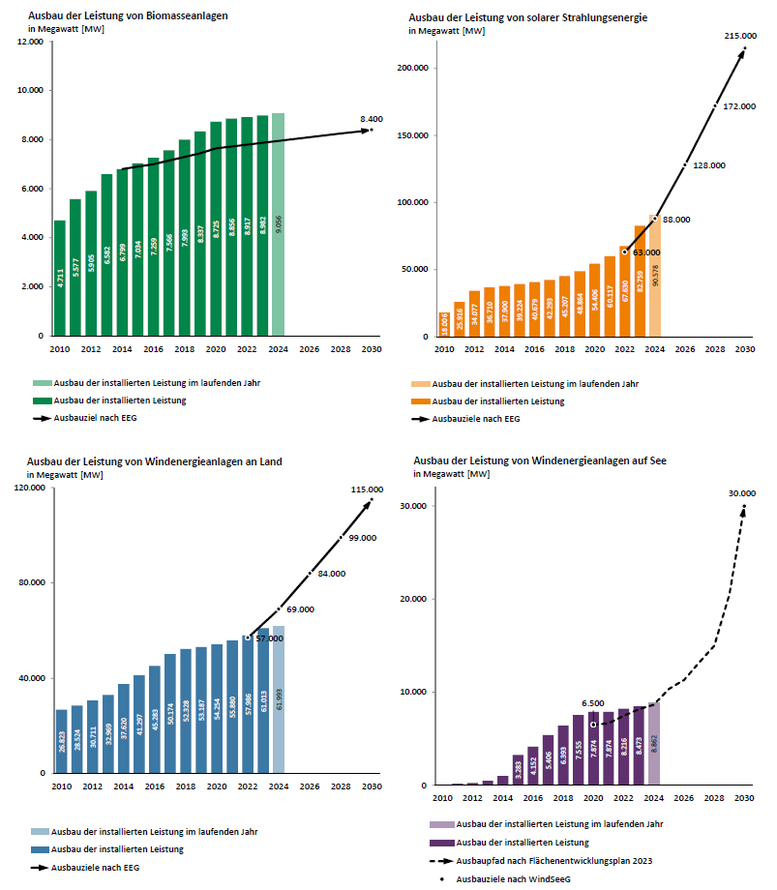 Ausbau der Leistung von Biomasseanlagen
in Megawatt [MW]
12.000
10.000
8.000
6.000
4.000
2.000
0
8.400
4.711 5.577 5.905 6.582 6.799 7.034 7.259 7.566 7.993 8.337 8.725 8.856 8.917 8.982 9.056
2010 2012 2014 2016 2018 2020 2022 2024 2026 2028 2030
Ausbau der installierten Leistung im laufenden Jahr
Ausbau der installierten Leistung
Ausbauziel nach EEG
Ausbau der Leistung von solarer Strahlungsenergie
in Megawatt [MW]
200.000
150.000
100.000
50.000
0
215.000
172.000
128.000
88.000
63.000
18.006 25.916 34.077 36.710 37.900 39.224 40.679 42.293 45.207 48.864 54.406 60.117 67.630 82.759 90.578
2010 2012 2014 2016 2018 2020 2022 2024 2026 2028 2030
Ausbau der installierten Leistung im laufenden Jahr
Ausbau der installierten Leistung
Ausbauziele nach EEG
Ausbau der Leistung von Windenergieanlagen an Land
in Megawatt [MW]
120.000
80.000
40.000
0
115.000
99.000
84.000
69.000
57.000
26.823 28.524 30.711 32.969 37.620 41.297 45.283 50.174 52.328 53.187 54.254 55.880 57.986 61.013 61.993
2010 2012 2014 2016 2018 2020 2022 2024 2026 2028 2030
Ausbau der installierten Leistung im laufenden Jahr
Ausbau der installierten Leistung
Ausbauziele nach EEG
Ausbau der Leistung von Windenergieanlagen auf See
in Megawatt [MW]
30.000
20.000
10.000
0
30.000
6.500
3.283 4.152 5.406 6.393 7.555 7.874 7.874 8.216 8.473 8.862
2010 2012 2014 2016 2018 2020 2022 2024 2026 2028 2030
Ausbau der installierten Leistung im laufenden Jahr
Ausbau der installierten Leistung
Ausbaupfad nach Flächenentwicklungsplan 2023
Ausbauziele nach WindSeeG